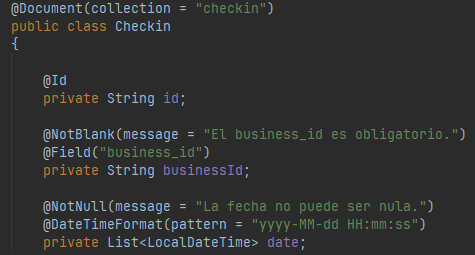 @Document(collection = "checkin")
public class Checkin
{
@Id
private String id;
@NotBlank(message = "El business_id es obligatorio.")
@Field("business_id")
private String businessId;
@NotNull(message = "La fecha no puede ser nula.")
@DateTimeFormat(pattern = "yyyy-MM-dd HH:mm:ss")
private List<LocalDateTime> date;